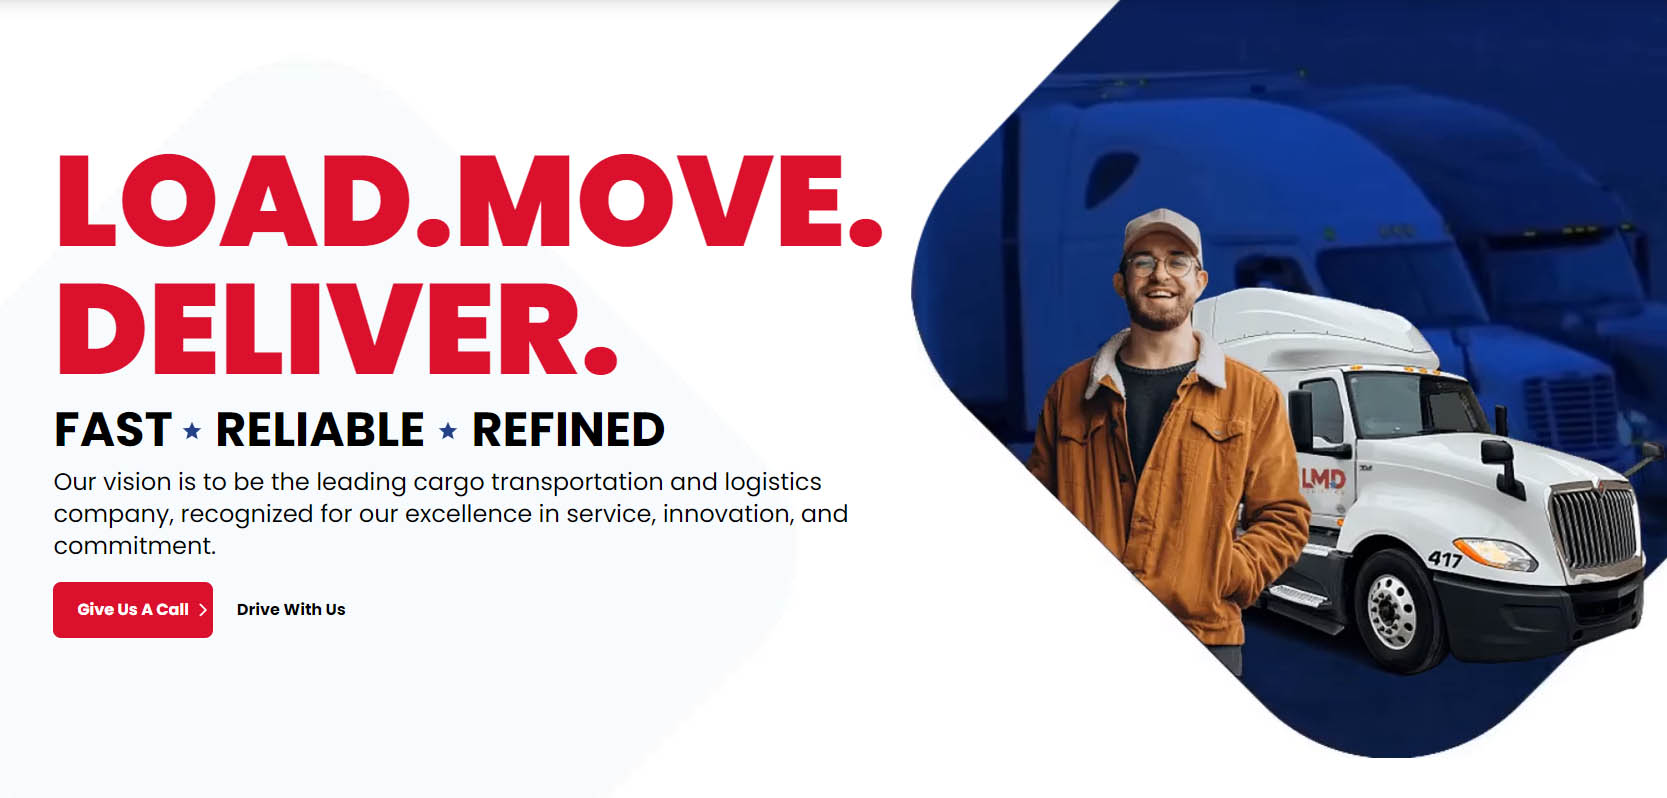 LOAD.MOVE.
DELIVER.
FAST ★ RELIABLE ★ REFINED
Our vision is to be the leading cargo transportation and logistics
company, recognized for our excellence in service, innovation, and
commitment.
Give Us A Call >
Drive With Us
LMD
417